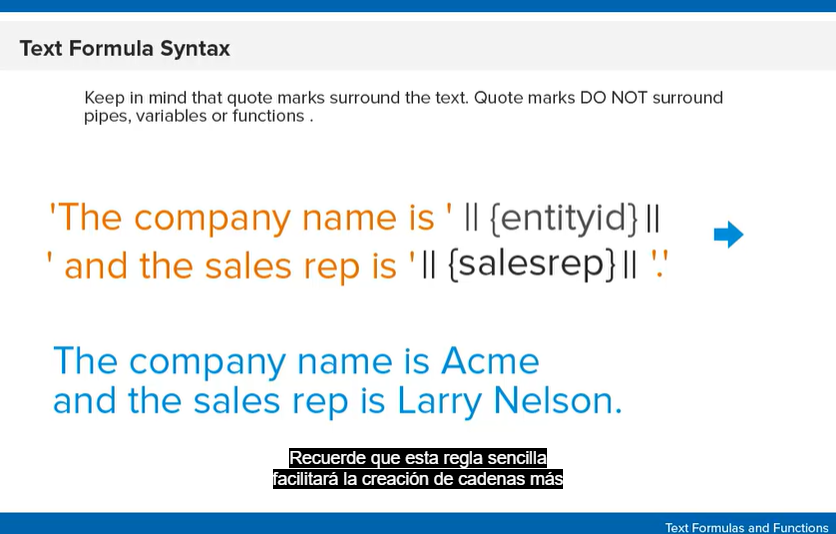 Text Formula Syntax
Keep in mind that quote marks surround the text. Quote marks DO NOT surround
pipes, variables or functions .
'The company name is ' || {entityid} ||
' and the sales rep is ' || {salesrep} || '.'
The company name is Acme
and the sales rep is Larry Nelson.
Recuerde que esta regla sencilla
facilitará la creación de cadenas más
Text Formulas and Functions